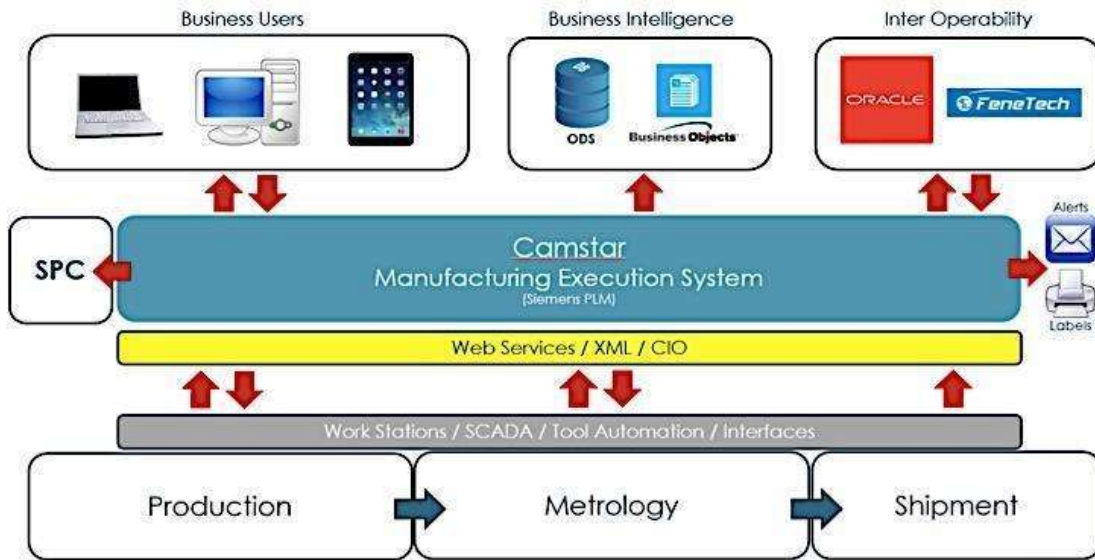 Business Users
Business Intelligence
Inter Operability
ODS
Business Objects
ORACLE
FeneTech
SPC
Camstar
Manufacturing Execution System
(Siemens PLM)
Alerts
Labels
Web Services / XML / CIO
Work Stations / SCADA / Tool Automation / Interfaces
Production
Metrology
Shipment